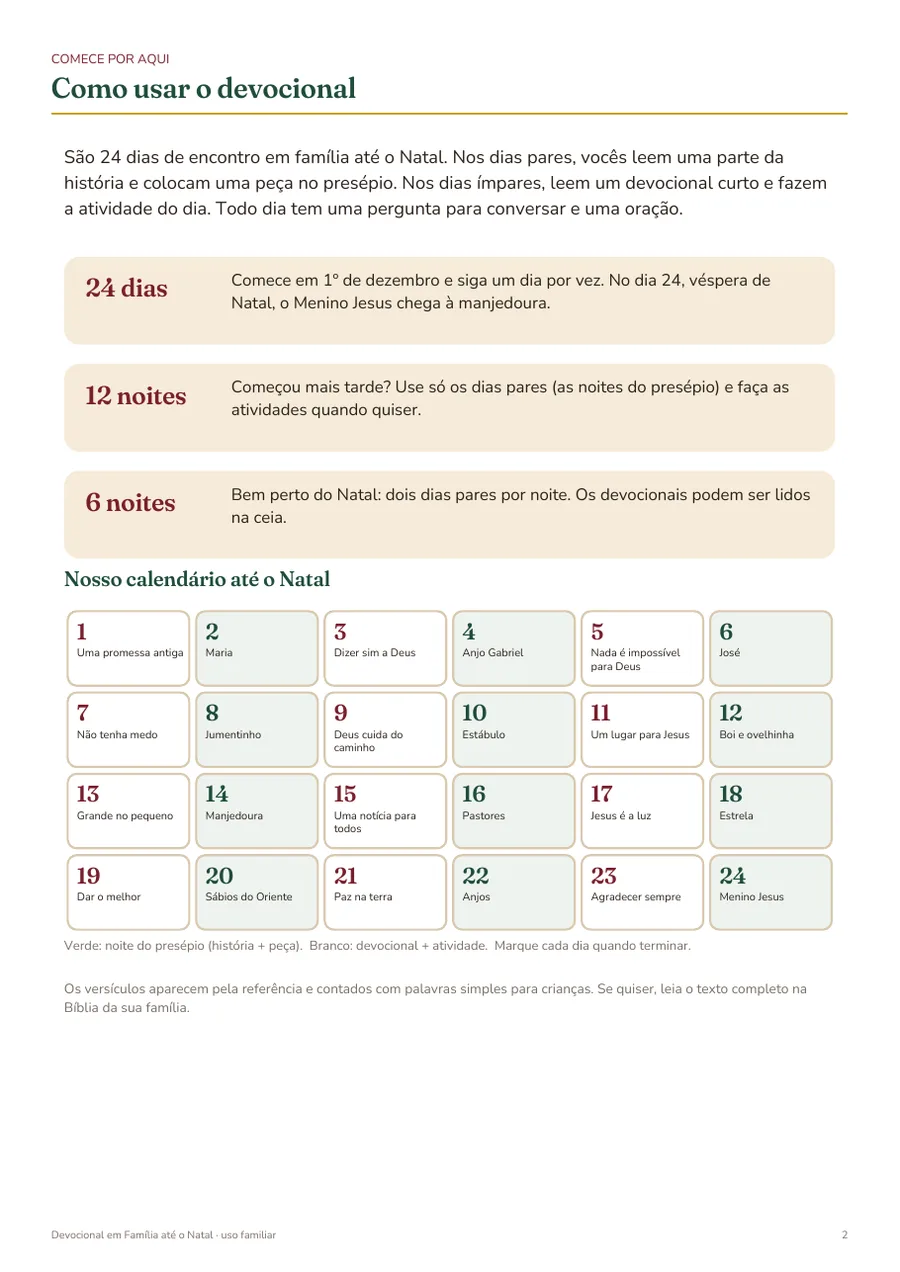 COMECE POR AQUI
Como usar o devocional
São 24 dias de encontro em família até o Natal. Nos dias pares, vocês leem uma parte da
história e colocam uma peça no presépio. Nos dias ímpares, leem um devocional curto e fazem
a atividade do dia. Todo dia tem uma pergunta para conversar e uma oração.
24 dias
Comece em 1º de dezembro e siga um dia por vez. No dia 24, véspera de
Natal, o Menino Jesus chega à manjedoura.
12 noites
Começou mais tarde? Use só os dias pares (as noites do presépio) e faça as
atividades quando quiser.
6 noites
Bem perto do Natal: dois dias pares por noite. Os devocionais podem ser lidos
na ceia.
Nosso calendário até o Natal
1
Uma promessa antiga
2
Maria
3
Dizer sim a Deus
4
Anjo Gabriel
5
Nada é impossível
para Deus
6
José
7
Não tenha medo
8
Jumentinho
9
Deus cuida do
caminho
10
Estábulo
11
Um lugar para Jesus
12
Boi e ovelhinha
13
Grande no pequeno
14
Manjedoura
15
Uma notícia para
todos
16
Pastores
17
Jesus é a luz
18
Estrela
19
Dar o melhor
20
Sábios do Oriente
21
Paz na terra
22
Anjos
23
Agradecer sempre
24
Menino Jesus
Verde: noite do presépio (história + peça). Branco: devocional + atividade. Marque cada dia quando terminar.
Os versículos aparecem pela referência e contados com palavras simples para crianças. Se quiser, leia o texto completo na
Bíblia da sua família.
Devocional em Família até o Natal · uso familiar
2